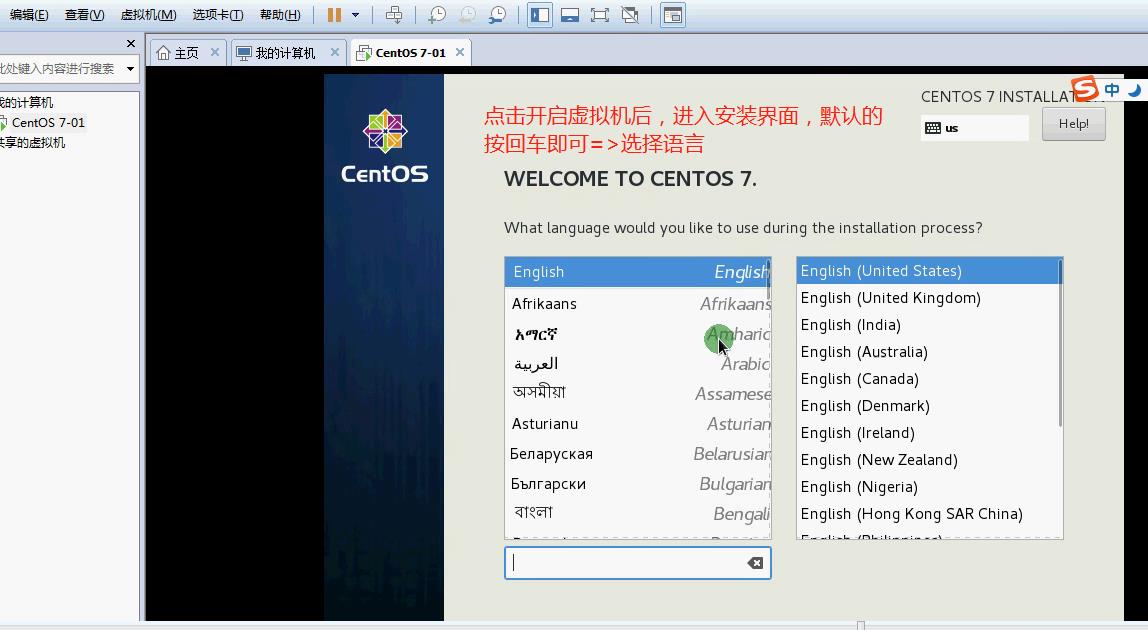 编辑(E) 查看(V) 虚拟机(M) 选项卡(T) 帮助(H)
主页 我的计算机 CentOS 7-01
此处键入内容进行搜索
我的计算机
CentOS 7-01
共享的虚拟机
CentOS
点击开启虚拟机后，进入安装界面，默认的
按回车即可=>选择语言
CENTOS 7 INSTALLATION
中
us
Help!
WELCOME TO CENTOS 7.
What language would you like to use during the installation process?
English English
Afrikaans Afrikaans
አማርኛ Amharic
العربية Arabic
অসমীয়া Assamese
Asturianu Asturian
Беларуская Belarusian
Български Bulgarian
বাংলা Bengali
English (United States)
English (United Kingdom)
English (India)
English (Australia)
English (Canada)
English (Denmark)
English (Ireland)
English (New Zealand)
English (Nigeria)
English (Hong Kong SAR China)
English (Philippines)